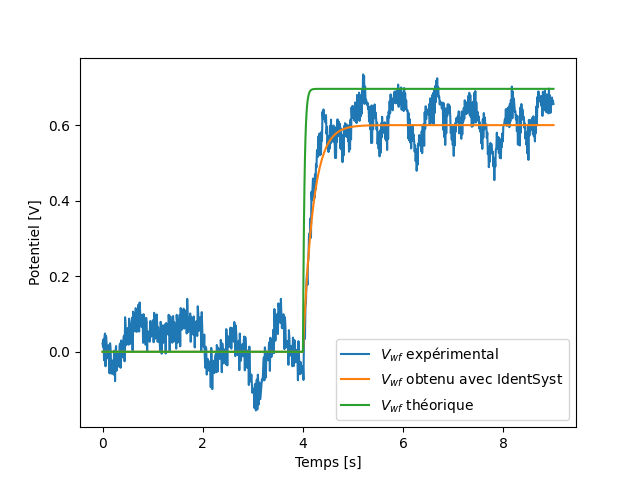 Potentiel [V]
0.6
0.4
0.2
0.0
V_wf expérimental
V_wf obtenu avec IdentSyst
V_wf théorique
0 2 4 6 8
Temps [s]